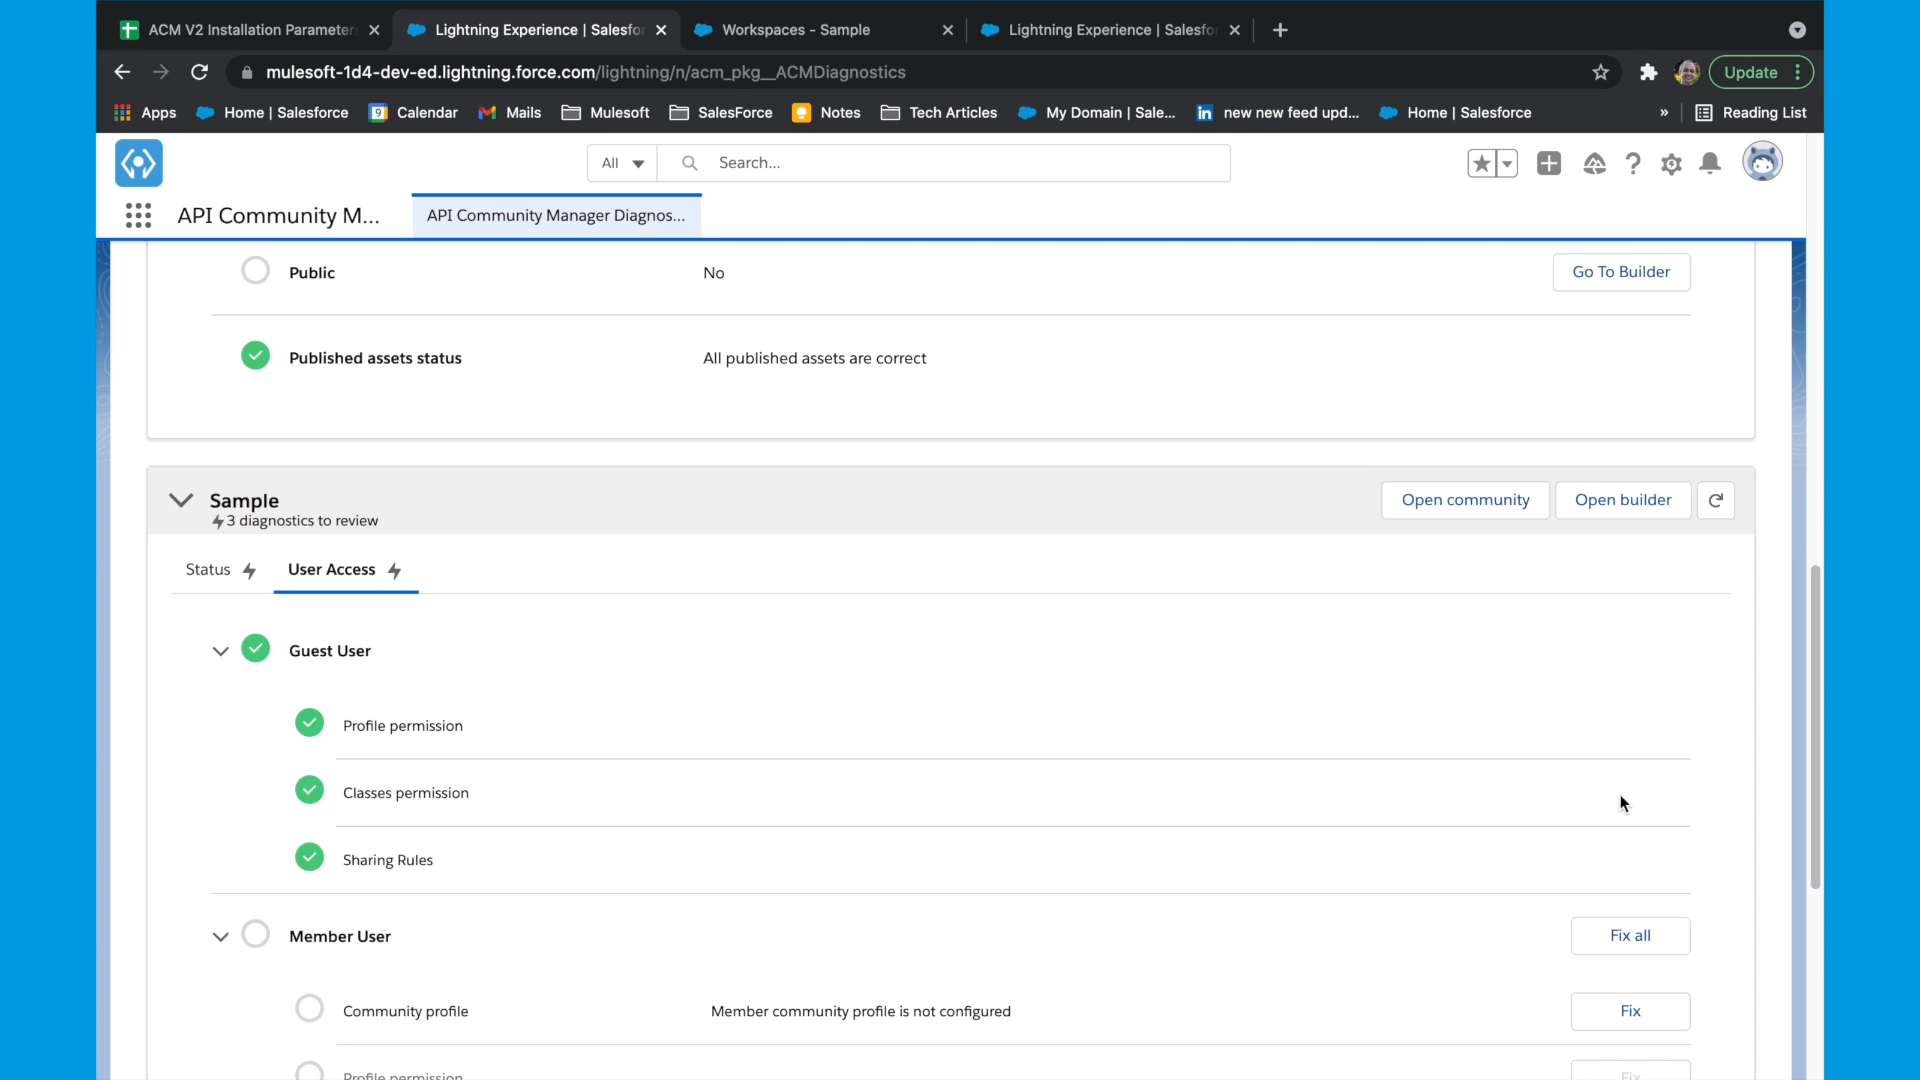 ACM V2 Installation Parameter
Lightning Experience | Salesfor
Workspaces - Sample
Lightning Experience | Salesfor
mulesoft-1d4-dev-ed.lightning.force.com/lightning/n/acm_pkg__ACMDiagnostics
Update
Apps
Home | Salesforce
9
Calendar
Mails
Mulesoft
SalesForce
Notes
Tech Articles
My Domain | Sale...
in
new new feed upd...
Home | Salesforce
»
Reading List
All
Search...
API Community M...
API Community Manager Diagnos...
Public
No
Go To Builder
Published assets status
All published assets are correct
Sample
3 diagnostics to review
Open community
Open builder
Status
User Access
Guest User
Profile permission
Classes permission
Sharing Rules
Member User
Fix all
Community profile
Member community profile is not configured
Fix
Profile permission
Fix